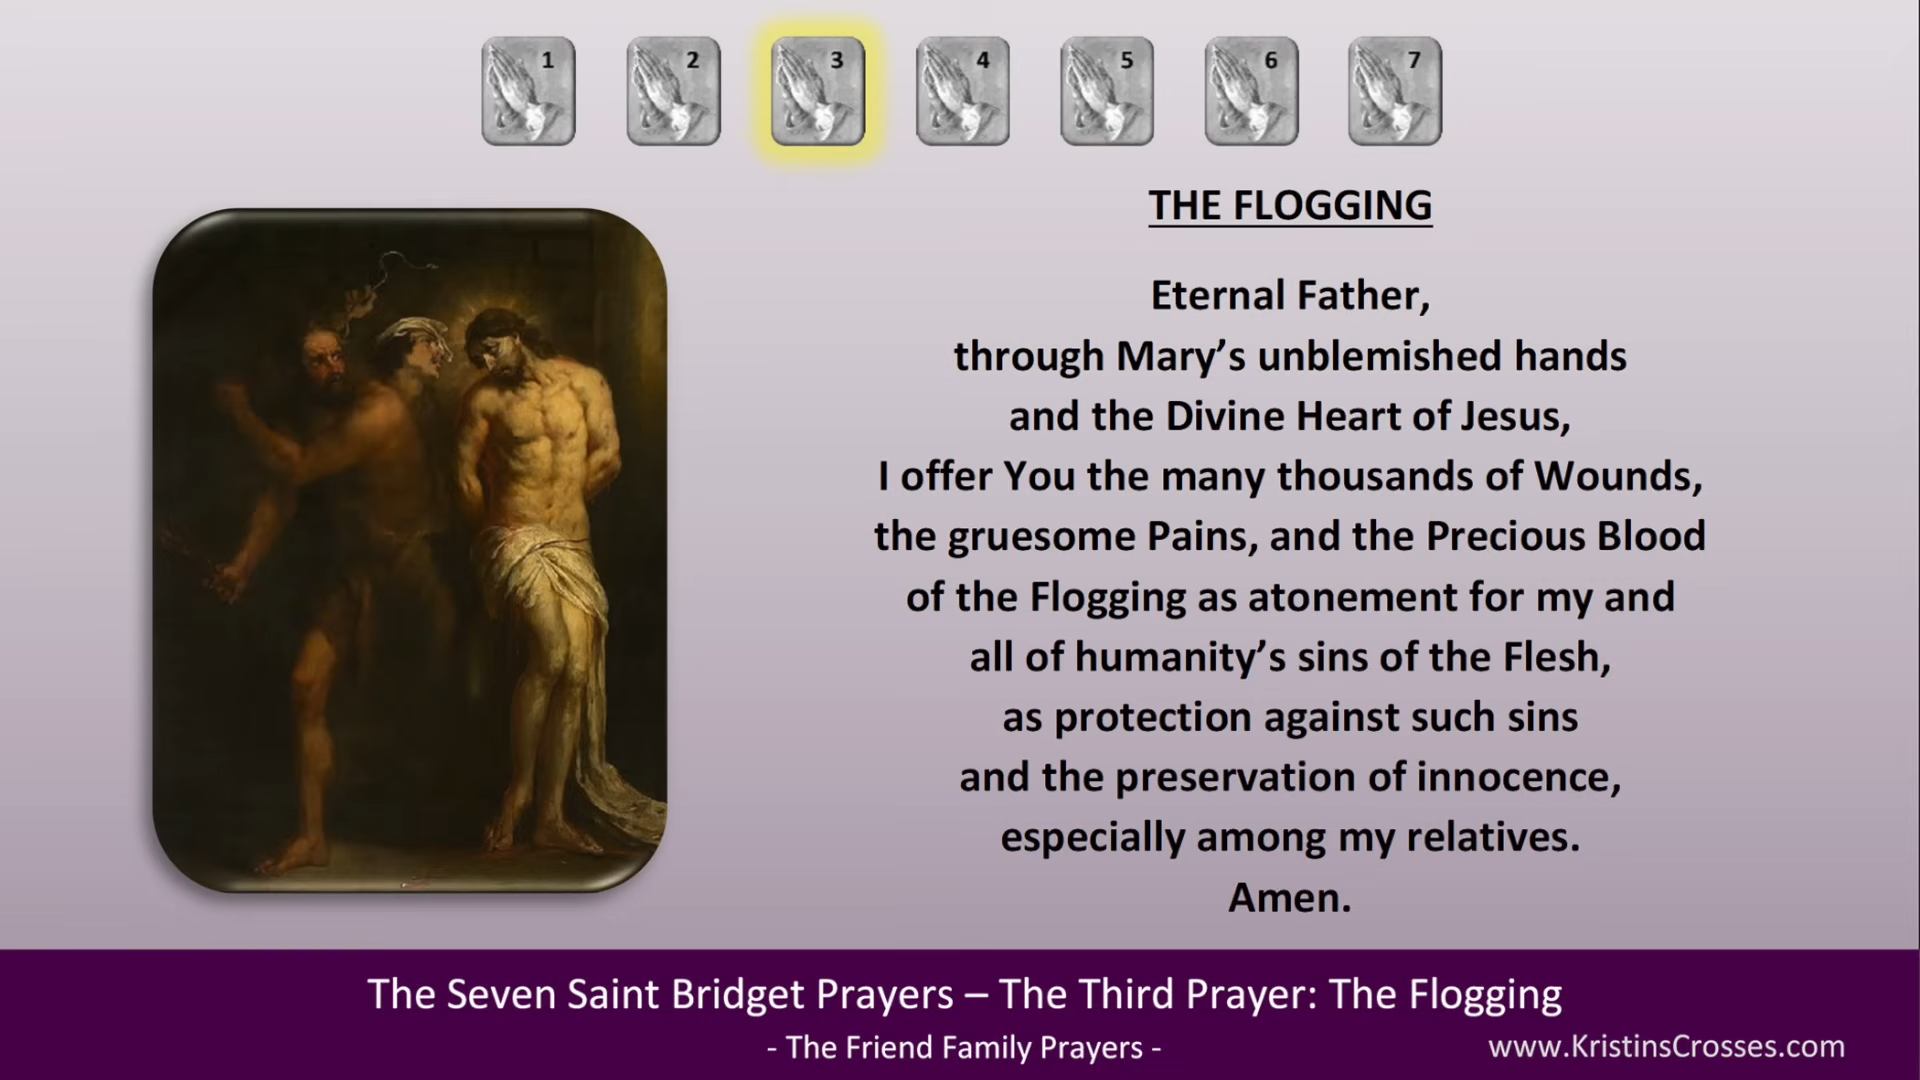 1 2 3 4 5 6 7
THE FLOGGING
Eternal Father,
through Mary’s unblemished hands
and the Divine Heart of Jesus,
I offer You the many thousands of Wounds,
the gruesome Pains, and the Precious Blood
of the Flogging as atonement for my and
all of humanity’s sins of the Flesh,
as protection against such sins
and the preservation of innocence,
especially among my relatives.
Amen.
The Seven Saint Bridget Prayers – The Third Prayer: The Flogging
- The Friend Family Prayers -
www.KristinsCrosses.com